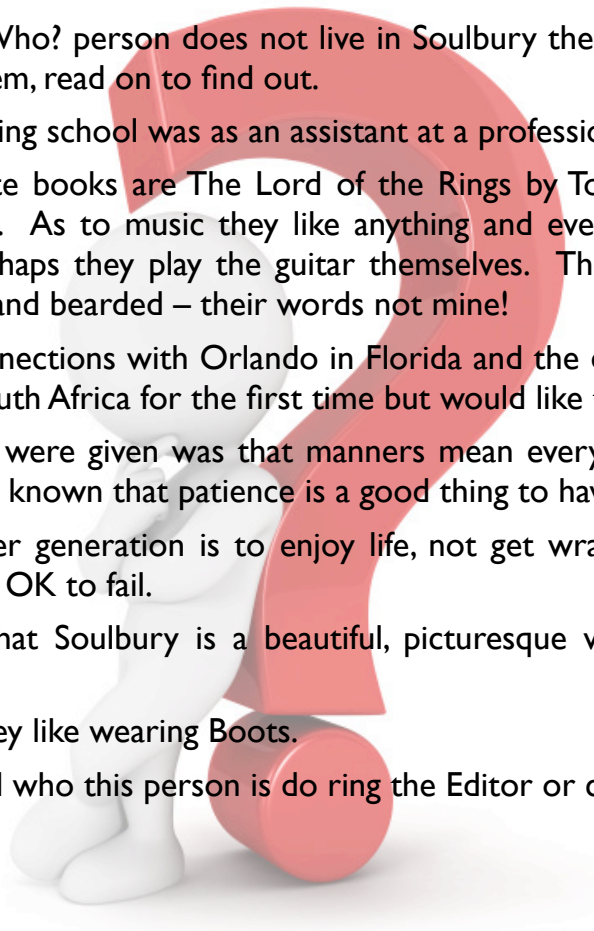 Who? person does not live in Soulbury the
em, read on to find out.
ing school was as an assistant at a professio
te books are The Lord of the Rings by To
. As to music they like anything and eve
haps they play the guitar themselves. Th
and bearded – their words not mine!
nnections with Orlando in Florida and the
uth Africa for the first time but would like
were given was that manners mean every
known that patience is a good thing to hav
er generation is to enjoy life, not get wra
OK to fail.
hat Soulbury is a beautiful, picturesque v
ey like wearing Boots.
who this person is do ring the Editor or